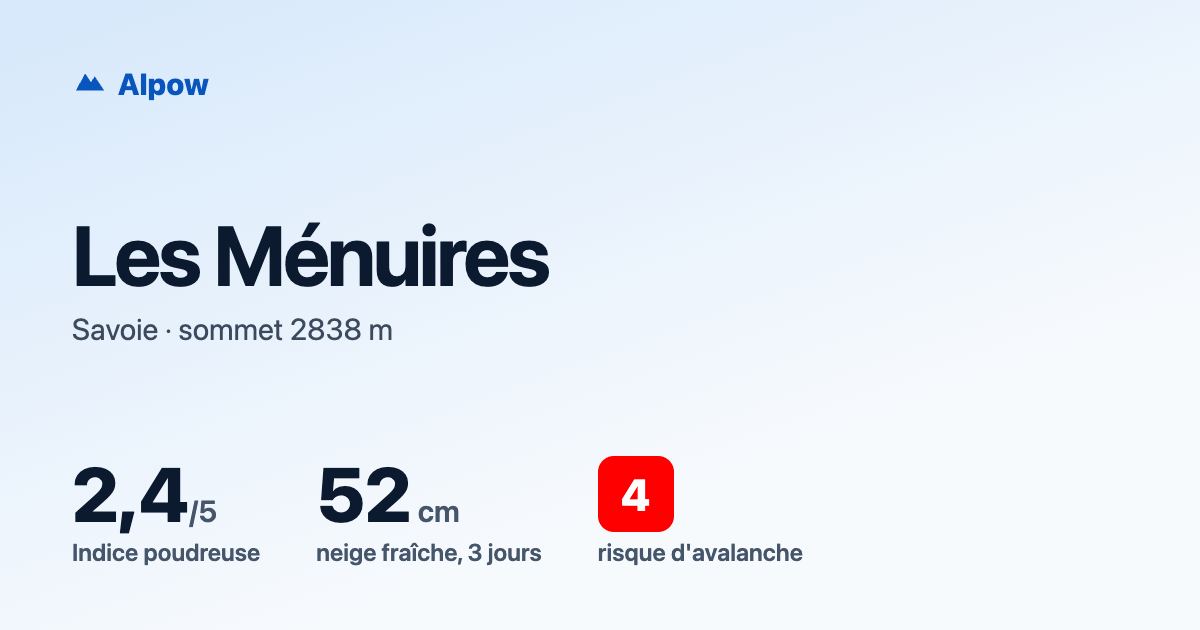 Alpow
Les Ménuires
Savoie · sommet 2838 m
2,4/5
Indice poudreuse
52 cm
neige fraîche, 3 jours
4
risque d'avalanche